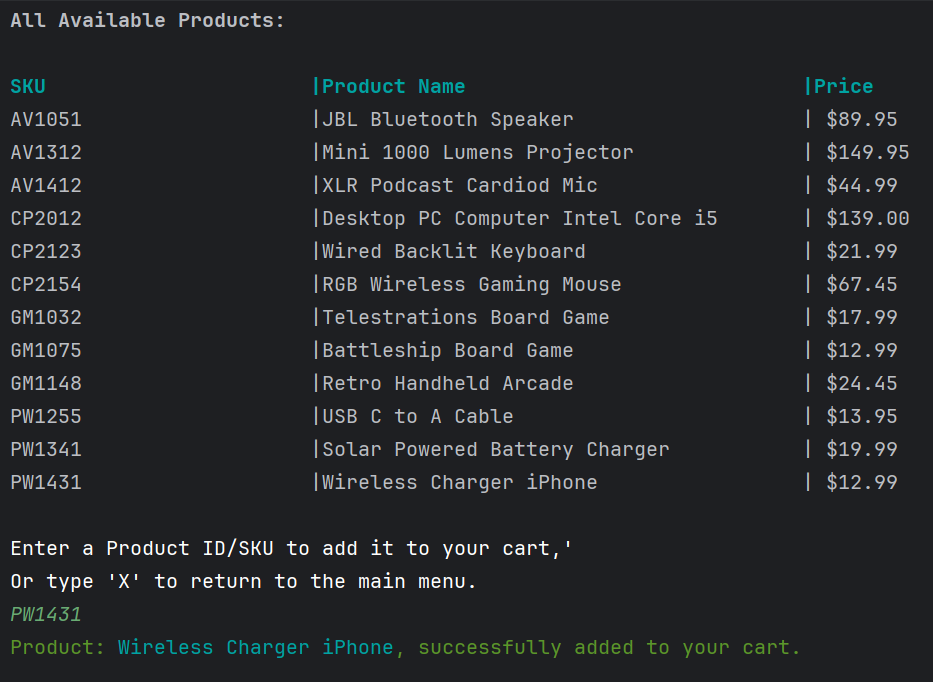 All Available Products:
SKU |Product Name |Price
AV1051 |JBL Bluetooth Speaker | $89.95
AV1312 |Mini 1000 Lumens Projector | $149.95
AV1412 |XLR Podcast Cardiod Mic | $44.99
CP2012 |Desktop PC Computer Intel Core i5 | $139.00
CP2123 |Wired Backlit Keyboard | $21.99
CP2154 |RGB Wireless Gaming Mouse | $67.45
GM1032 |Telestrations Board Game | $17.99
GM1075 |Battleship Board Game | $12.99
GM1148 |Retro Handheld Arcade | $24.45
PW1255 |USB C to A Cable | $13.95
PW1341 |Solar Powered Battery Charger | $19.99
PW1431 |Wireless Charger iPhone | $12.99
Enter a Product ID/SKU to add it to your cart,'
Or type 'X' to return to the main menu.
PW1431
Product: Wireless Charger iPhone, successfully added to your cart.